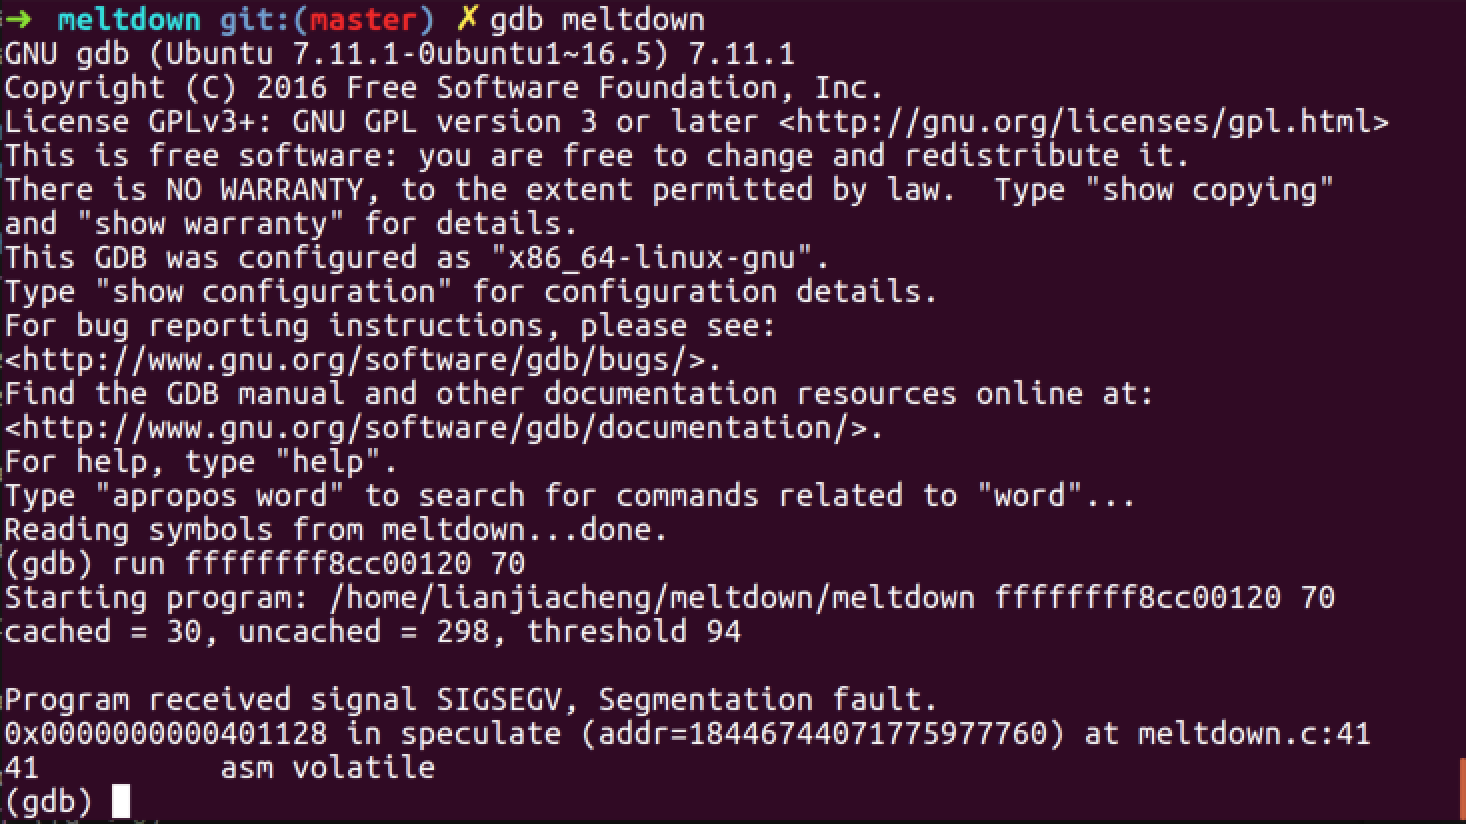 ➜  meltdown git:(master) ✗ gdb meltdown
GNU gdb (Ubuntu 7.11.1-0ubuntu1~16.5) 7.11.1
Copyright (C) 2016 Free Software Foundation, Inc.
License GPLv3+: GNU GPL version 3 or later <http://gnu.org/licenses/gpl.html>
This is free software: you are free to change and redistribute it.
There is NO WARRANTY, to the extent permitted by law.  Type "show copying"
and "show warranty" for details.
This GDB was configured as "x86_64-linux-gnu".
Type "show configuration" for configuration details.
For bug reporting instructions, please see:
<http://www.gnu.org/software/gdb/bugs/>.
Find the GDB manual and other documentation resources online at:
<http://www.gnu.org/software/gdb/documentation/>.
For help, type "help".
Type "apropos word" to search for commands related to "word"...
Reading symbols from meltdown...done.
(gdb) run ffffffff8cc00120 70
Starting program: /home/lianjiacheng/meltdown/meltdown ffffffff8cc00120 70
cached = 30, uncached = 298, threshold 94

Program received signal SIGSEGV, Segmentation fault.
0x0000000000401128 in speculate (addr=18446744071775977760) at meltdown.c:41
41          asm volatile
(gdb)